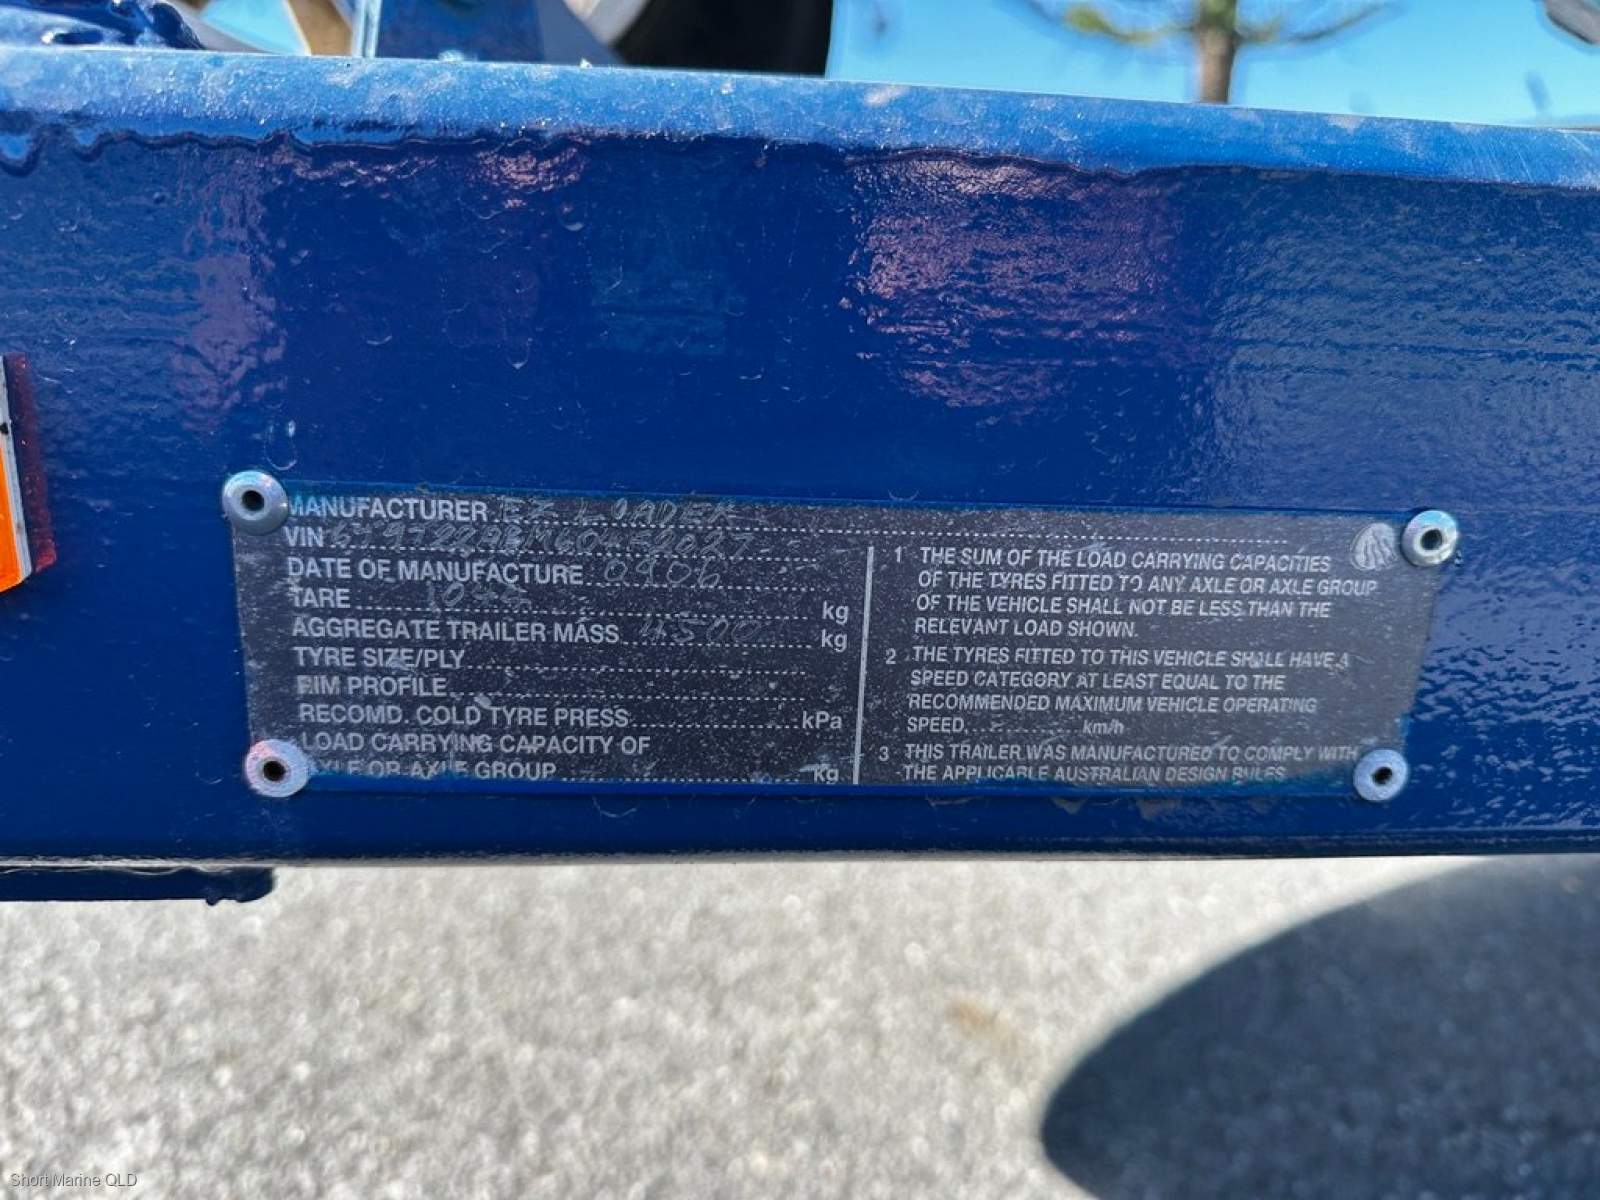 MANUFACTURER EZ LOADER
VIN
DATE OF MANUFACTURE 0906
TARE kg
AGGREGATE TRAILER MASS 4500 kg
TYRE SIZE/PLY
RIM PROFILE
RECOMD. COLD TYRE PRESS kPa
LOAD CARRYING CAPACITY OF
AXLE OR AXLE GROUP kg
1 THE SUM OF THE LOAD CARRYING CAPACITIES
OF THE TYRES FITTED TO ANY AXLE OR AXLE GROUP
OF THE VEHICLE SHALL NOT BE LESS THAN THE
RELEVANT LOAD SHOWN.
2 THE TYRES FITTED TO THIS VEHICLE SHALL HAVE A
SPEED CATEGORY AT LEAST EQUAL TO THE
RECOMMENDED MAXIMUM VEHICLE OPERATING
SPEED, km/h
3 THIS TRAILER WAS MANUFACTURED TO COMPLY WITH
THE APPLICABLE AUSTRALIAN DESIGN RULES
Short Marine QLD